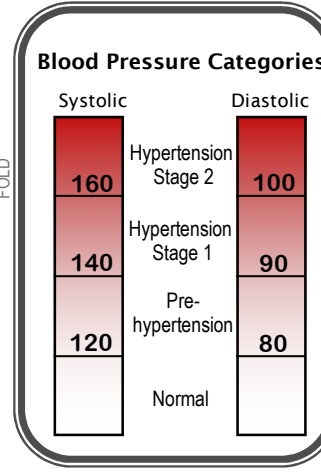 FOLD
Blood Pressure Categories
Systolic
Diastolic
Hypertension
Stage 2
160
100
Hypertension
Stage 1
140
90
Pre-
hypertension
120
80
Normal